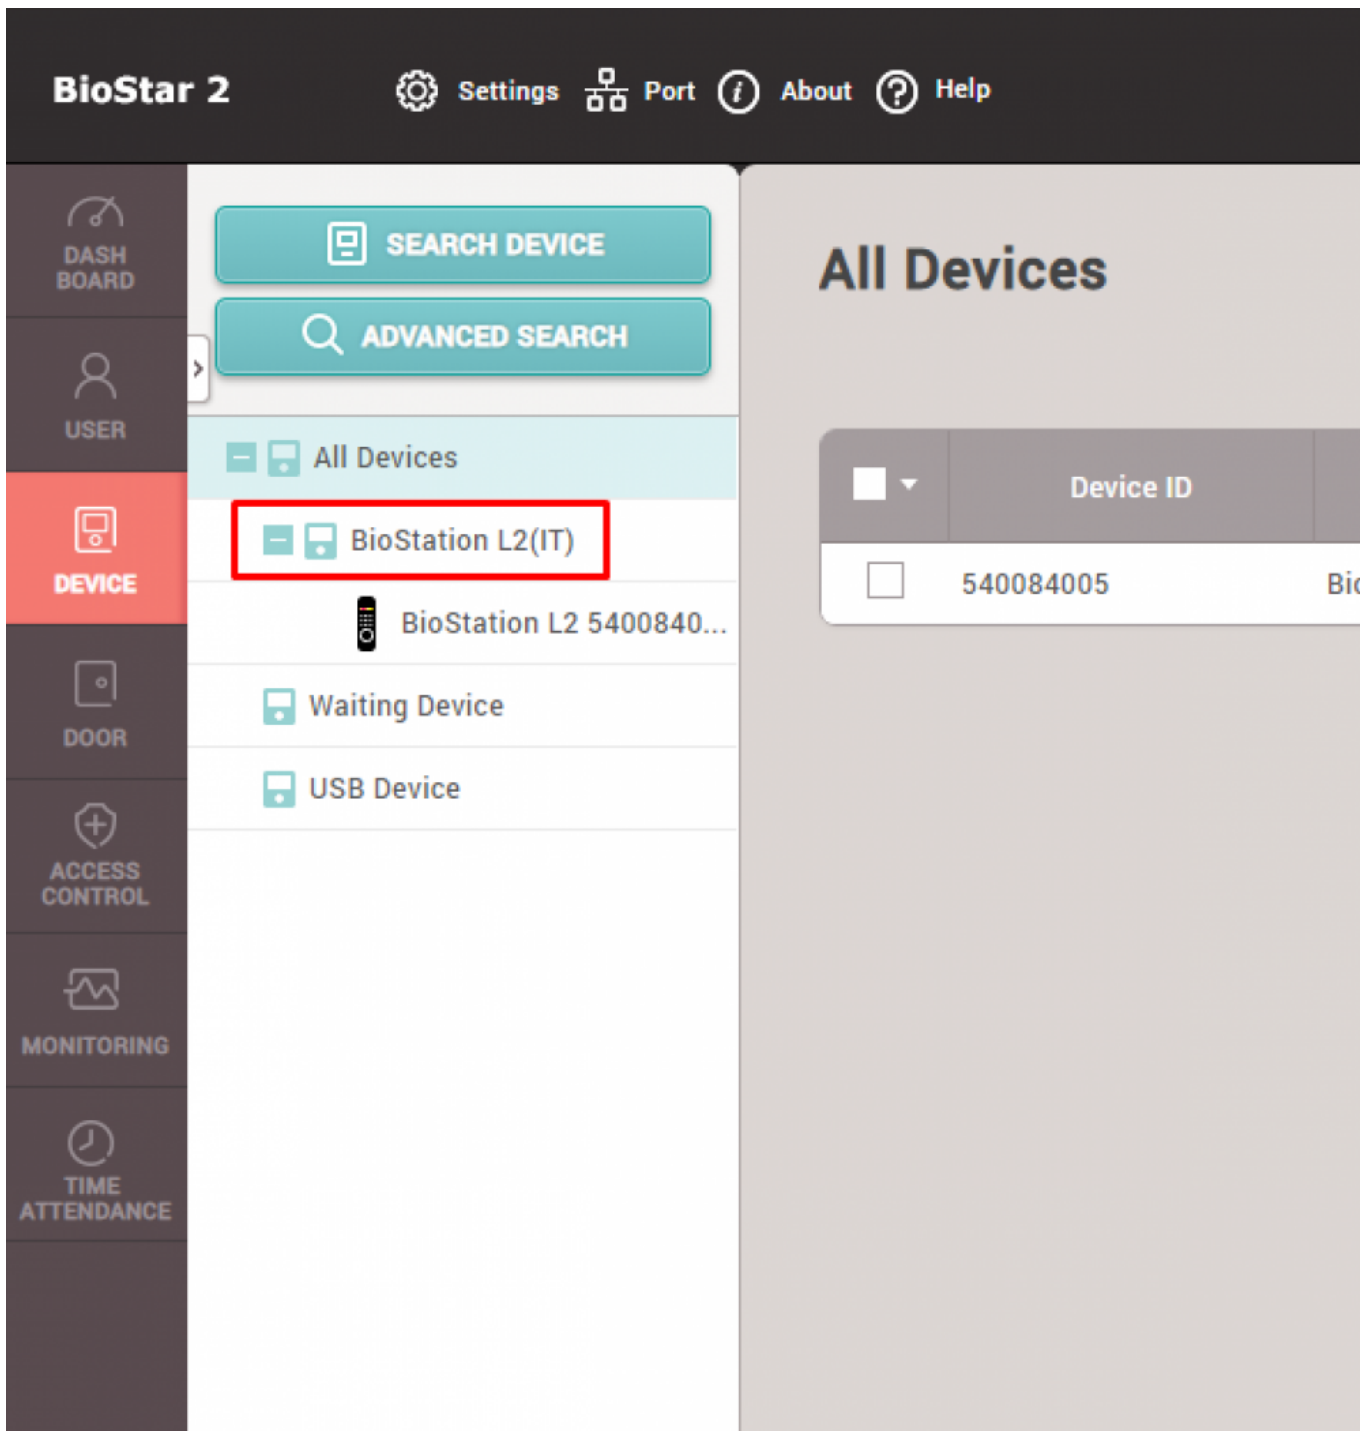 BioStar 2
Settings
Port
About
Help
DASH
BOARD
USER
DEVICE
DOOR
ACCESS
CONTROL
MONITORING
TIME
ATTENDANCE
SEARCH DEVICE
ADVANCED SEARCH
All Devices
BioStation L2(IT)
BioStation L2 5400840...
Waiting Device
USB Device
All Devices
Device ID
540084005